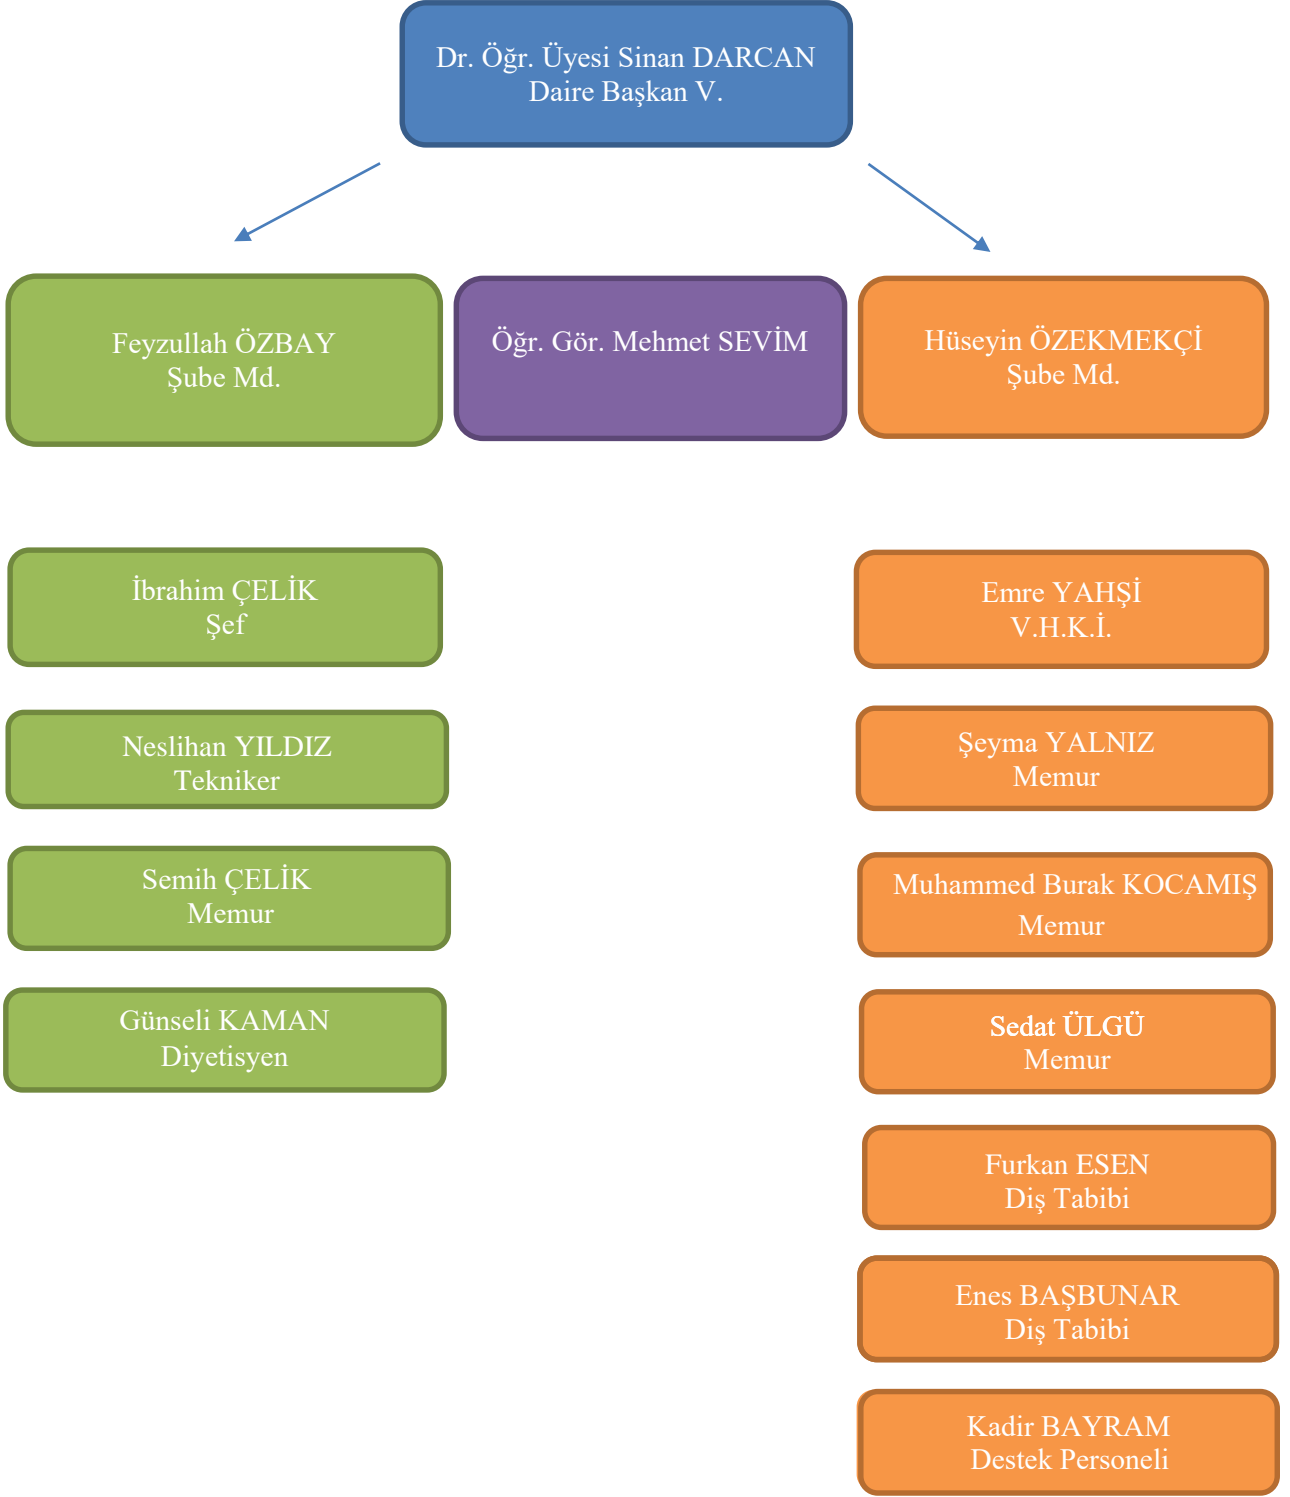 Dr. Öğr. Üyesi Sinan DARCAN
Daire Başkan V.
Feyzullah ÖZBAY
Şube Md.
Öğr. Gör. Mehmet SEVİM
Hüseyin ÖZEKMEKÇİ
Şube Md.
İbrahim ÇELİK
Şef
Neslihan YILDIZ
Tekniker
Semih ÇELİK
Memur
Günseli KAMAN
Diyetisyen
Emre YAHŞİ
V.H.K.İ.
Şeyma YALNIZ
Memur
Muhammed Burak KOCAMIŞ
Memur
Sedat ÜLGÜ
Memur
Furkan ESEN
Diş Tabibi
Enes BAŞBUNAR
Diş Tabibi
Kadir BAYRAM
Destek Personeli